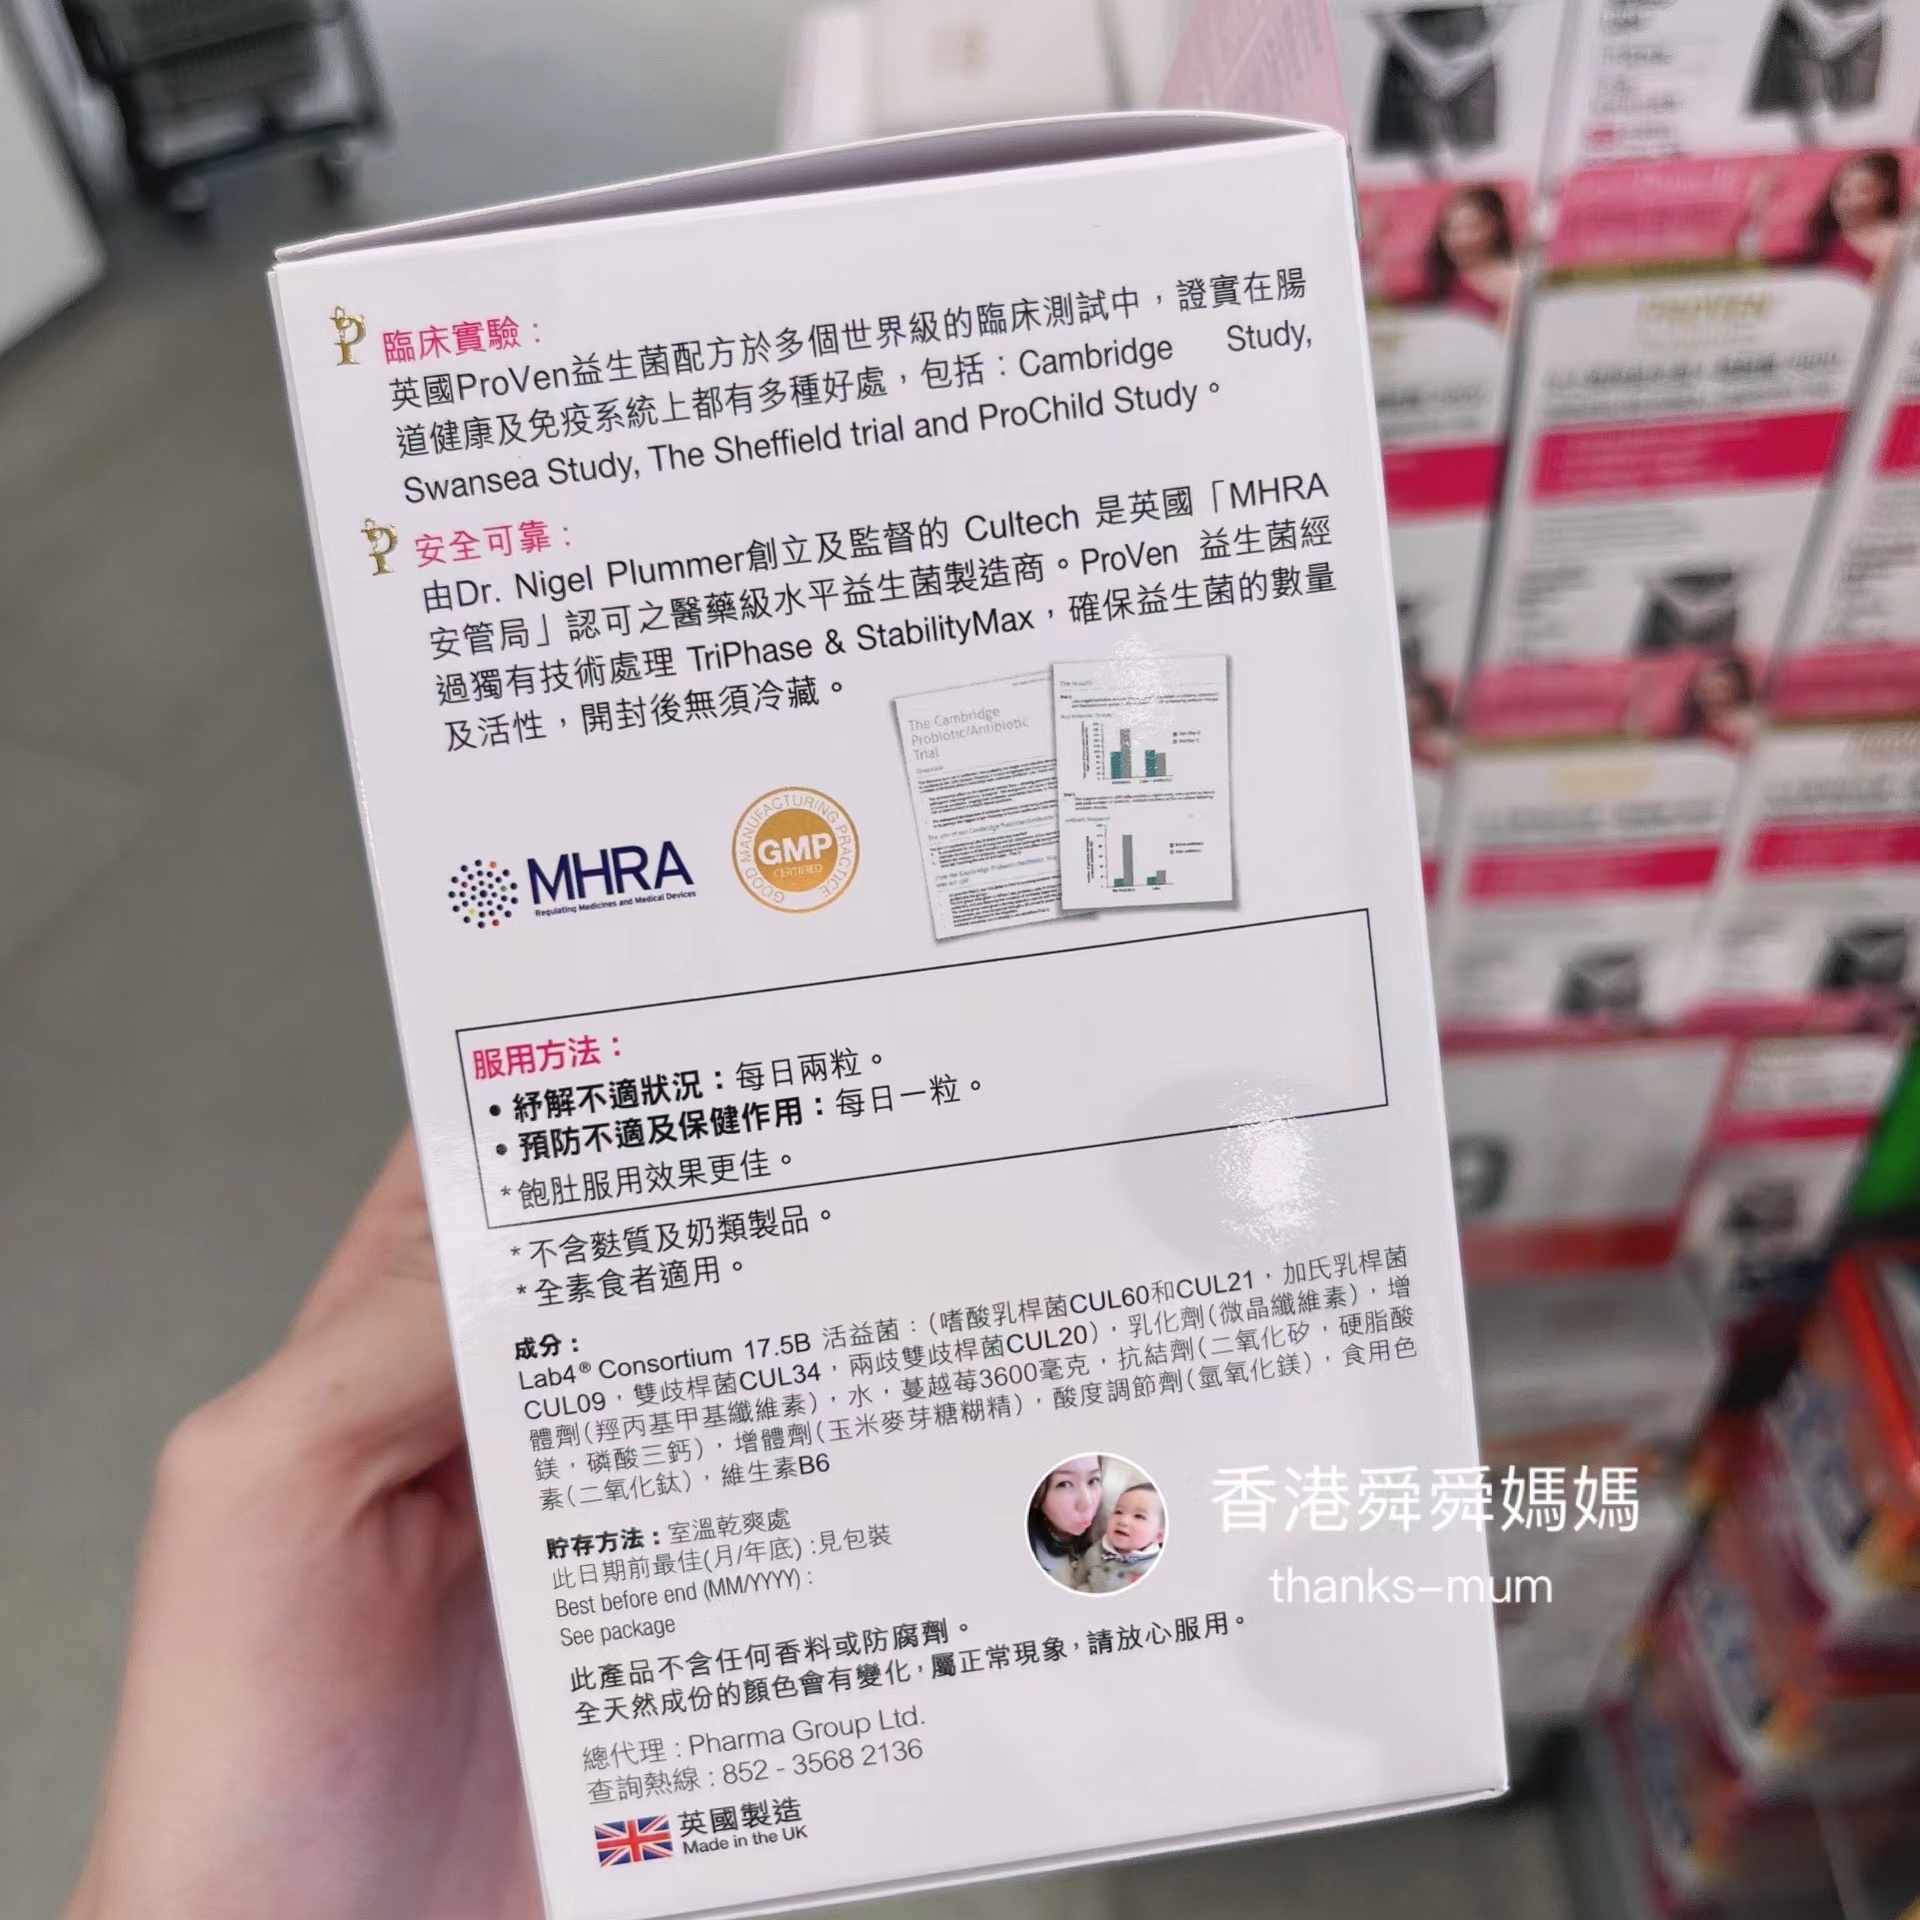 臨床實驗：
英國ProVen益生菌配方於多個世界級的臨床測試中，證實在腸
道健康及免疫系統上都有多種好處，包括：Cambridge Study,
Swansea Study, The Sheffield trial and ProChild Study。
安全可靠：
由Dr. Nigel Plummer創立及監督的 Cultech 是英國「MHRA
安管局」認可之醫藥級水平益生菌製造商。ProVen 益生菌經
過獨有技術處理 TriPhase & StabilityMax，確保益生菌的數量
及活性，開封後無須冷藏。
The Cambridge
Probiotic/Antibiotic
Trial
MHRA
Regulating Medicines and Medical Devices
GOOD MANUFACTURING PRACTICE
GMP
CERTIFIED
服用方法：
• 紓解不適狀況：每日兩粒。
• 預防不適及保健作用：每日一粒。
*飽肚服用效果更佳。
*不含麩質及奶類製品。
*全素食者適用。
成分：
Lab4® Consortium 17.5B 活益菌：(嗜酸乳桿菌CUL60和CUL21，加氏乳桿菌
CUL09，雙歧桿菌CUL34，兩歧雙歧桿菌CUL20)，乳化劑(微晶纖維素)，增
體劑(羥丙基甲基纖維素)，水，蔓越莓3600毫克，抗結劑(二氧化矽，硬脂酸
鎂，磷酸三鈣)，增體劑(玉米麥芽糖糊精)，酸度調節劑(氫氧化鎂)，食用色
素(二氧化鈦)，維生素B6
貯存方法：室溫乾爽處
此日期前最佳(月/年底):見包裝
Best before end (MM/YYYY) :
See package
香港舜舜媽媽
thanks-mum
此產品不含任何香料或防腐劑。
全天然成份的顏色會有變化，屬正常現象，請放心服用。
總代理 : Pharma Group Ltd.
查詢熱線 : 852 - 3568 2136
英國製造
Made in the UK